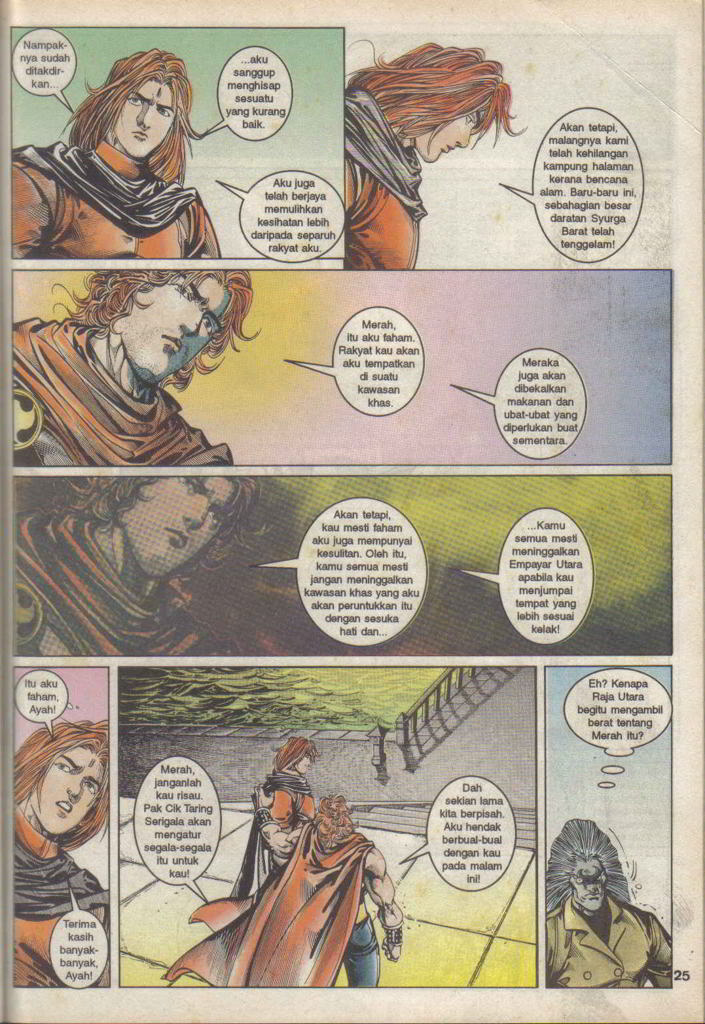 Nampak-
nya sudah
ditakdir-
kan...
...aku
sanggup
menghisap
sesuatu
yang kurang
baik.
Aku juga
telah berjaya
memulihkan
kesihatan lebih
daripada separuh
rakyat aku.
Akan tetapi,
malangnya kami
telah kehilangan
kampung halaman
kerana bencana
alam. Baru-baru ini,
sebahagian besar
daratan Syurga
Barat telah
tenggelam!
Merah,
itu aku faham.
Rakyat kau akan
aku tempatkan
di suatu
kawasan
khas.
Meraka
juga akan
dibekalkan
makanan dan
ubat-ubat yang
diperlukan buat
sementara.
Akan tetapi,
kau mesti faham
aku juga mempunyai
kesulitan. Oleh itu,
kamu semua mesti
jangan meninggalkan
kawasan khas yang aku
akan peruntukkan itu
dengan sesuka
hati dan...
...Kamu
semua mesti
meninggalkan
Empayar Utara
apabila kau
menjumpai
tempat yang
lebih sesuai
kelak!
Itu aku
faham,
Ayah!
Terima
kasih
banyak-
banyak,
Ayah!
Merah,
janganlah
kau risau.
Pak Cik Taring
Serigala akan
mengatur
segala-segala
itu untuk
kau!
Dah
sekian lama
kita berpisah.
Aku hendak
berbual-bual
dengan kau
pada malam
ini!
Eh? Kenapa
Raja Utara
begitu mengambil
berat tentang
Merah itu?
25